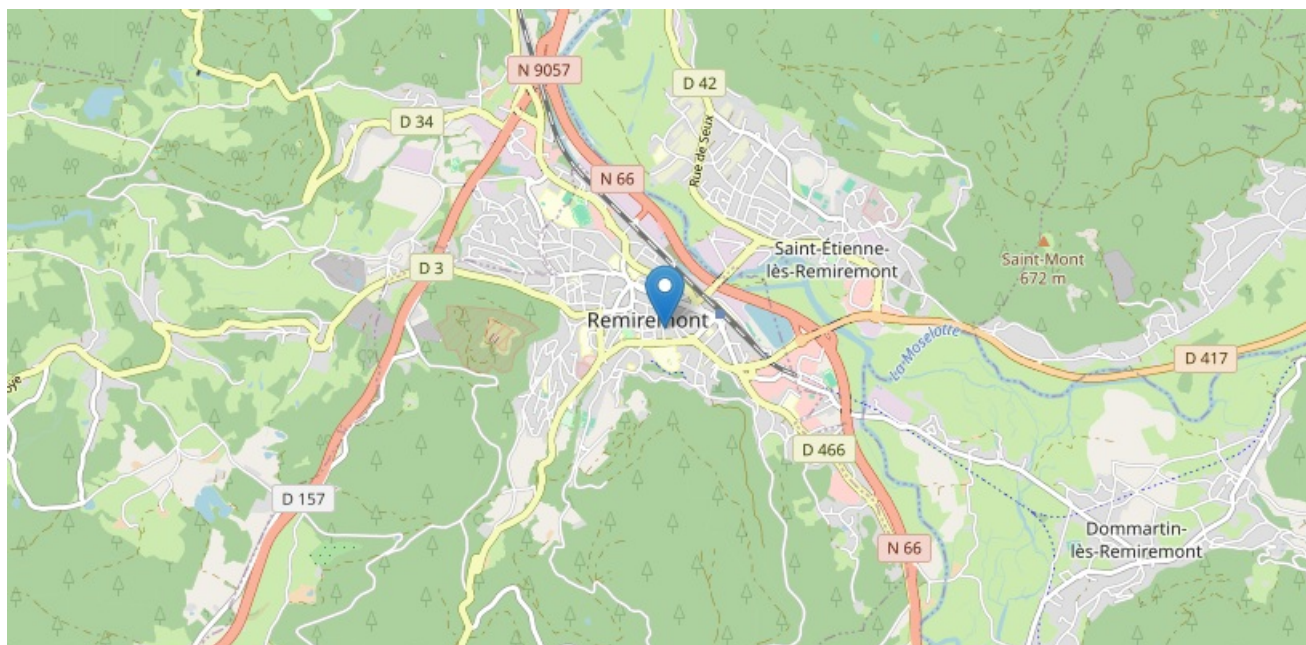 N 9057
D 42
D 34
Rue de Seux
N 66
Saint-Étienne-
lès-Remiremont
Saint-Mont
672 m
D 3
Remiremont
La Moselotte
D 417
D 466
D 157
Dommartin-
lès-Remiremont
N 66